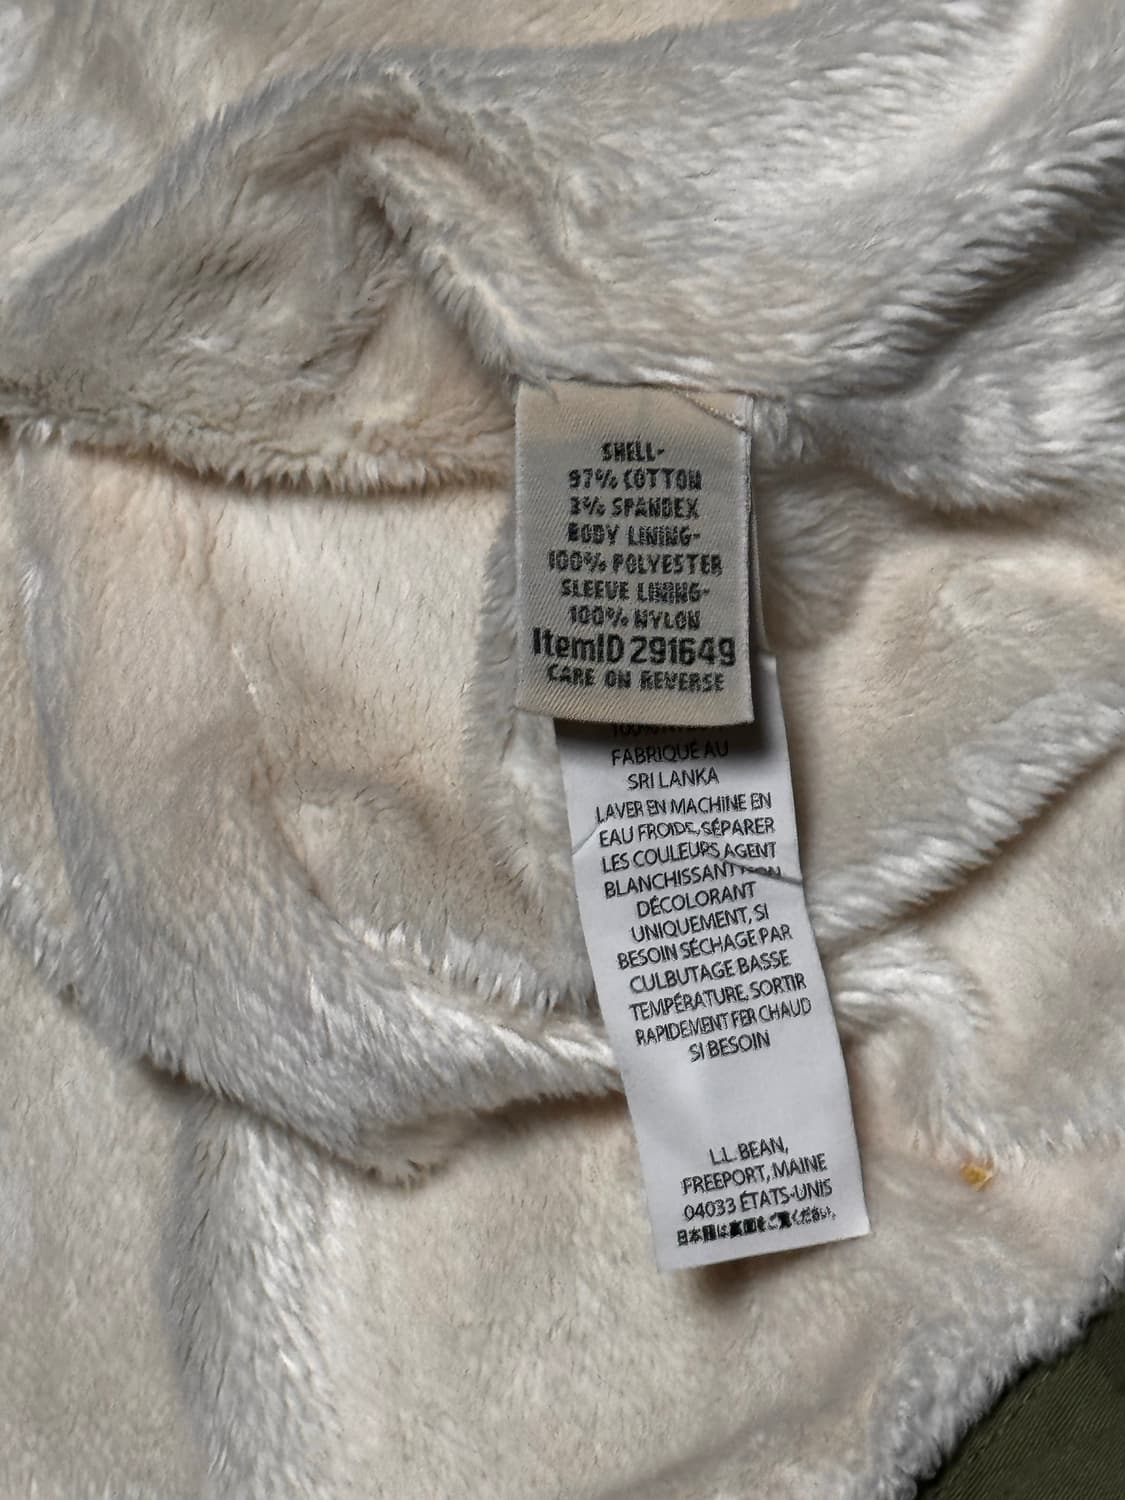 SHELL-
97% COTTON
3% SPANDEX
BODY LINING-
100% POLYESTER
SLEEVE LINING-
100% NYLON
ItemID 291649
CARE ON REVERSE
FABRIQUÉ AU
SRI LANKA
LAVER EN MACHINE EN
EAU FROIDE, SÉPARER
LES COULEURS AGENT
BLANCHISSANT NON
DÉCOLORANT
UNIQUEMENT, SI
BESOIN SÉCHAGE PAR
CULBUTAGE BASSE
TEMPÉRATURE, SORTIR
RAPIDEMENT FER CHAUD
SI BESOIN
L.L.BEAN,
FREEPORT, MAINE
04033 ÉTATS-UNIS